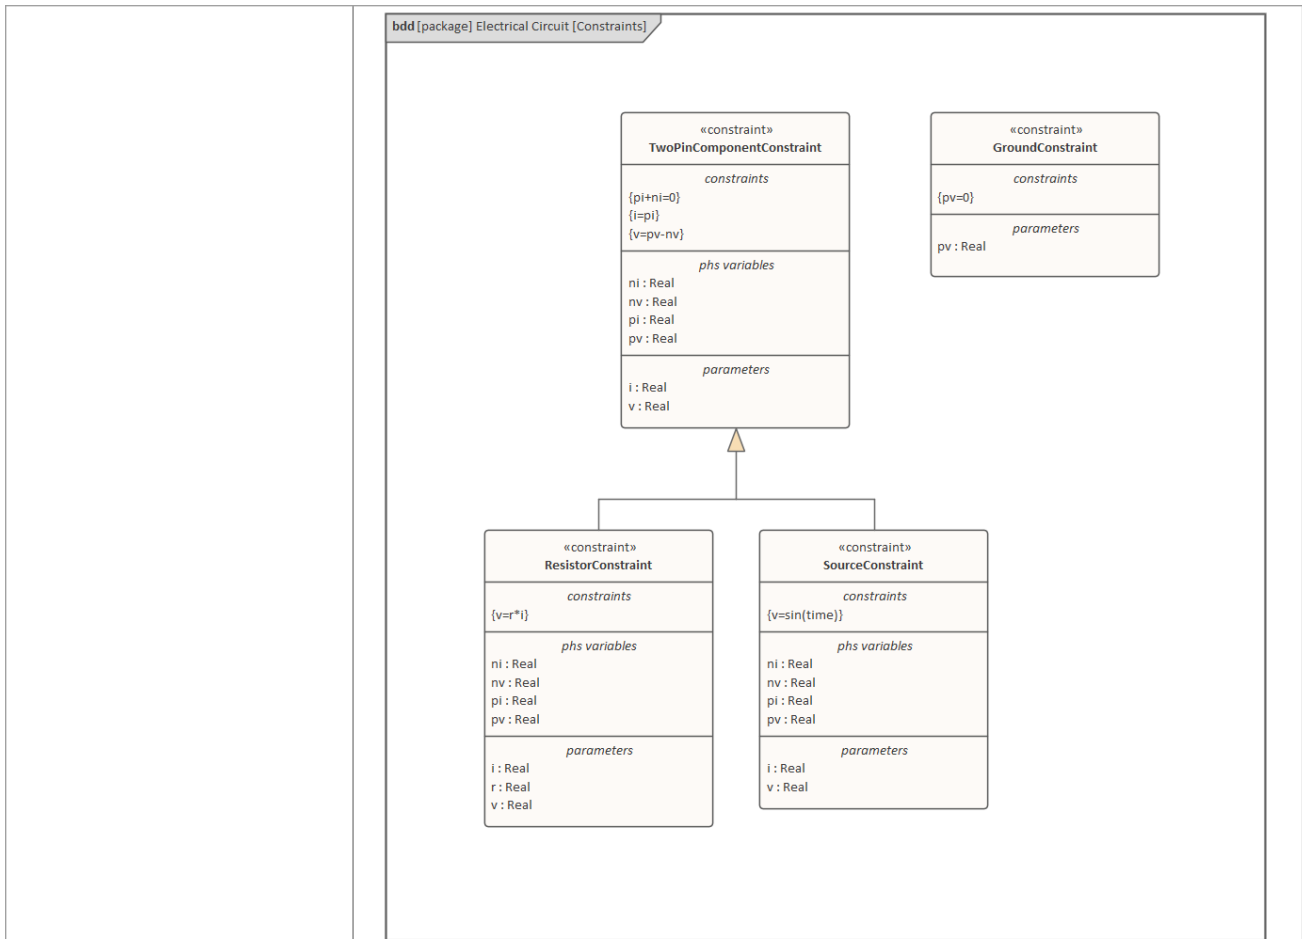 bdd [package] Electrical Circuit [Constraints]
«constraint»
TwoPinComponentConstraint
constraints
{pi+ni=0}
{i=pi}
{v=pv-nv}
phs variables
ni : Real
nv : Real
pi : Real
pv : Real
parameters
i : Real
v : Real
«constraint»
GroundConstraint
constraints
{pv=0}
parameters
pv : Real
«constraint»
ResistorConstraint
constraints
{v=r*i}
phs variables
ni : Real
nv : Real
pi : Real
pv : Real
parameters
i : Real
r : Real
v : Real
«constraint»
SourceConstraint
constraints
{v=sin(time)}
phs variables
ni : Real
nv : Real
pi : Real
pv : Real
parameters
i : Real
v : Real